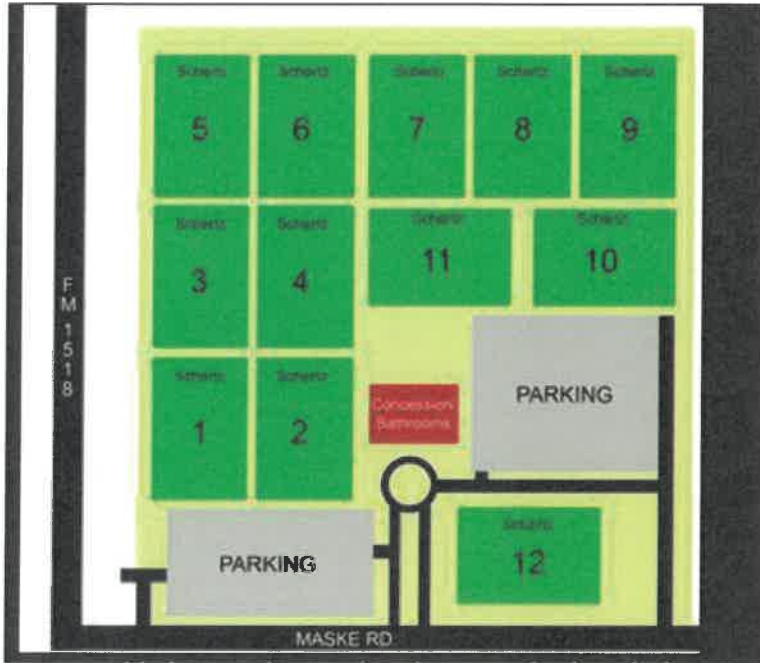 Schertz
5
Schertz
6
Schertz
7
Schertz
8
Schertz
9
Schertz
3
Schertz
4
Schertz
11
Schertz
10
FM 1518
Schertz
1
Schertz
2
Concession
Bathrooms
PARKING
PARKING
Schertz
12
MASKE RD